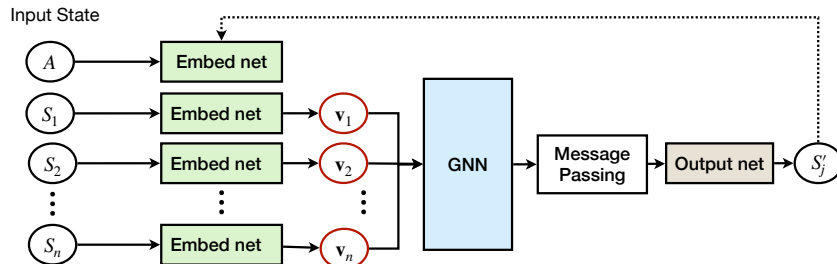 Input State
A
Embed net
S₁
Embed net
v₁
S₂
Embed net
v₂
GNN
Message
Passing
Output net
S′ⱼ
Sₙ
Embed net
vₙ